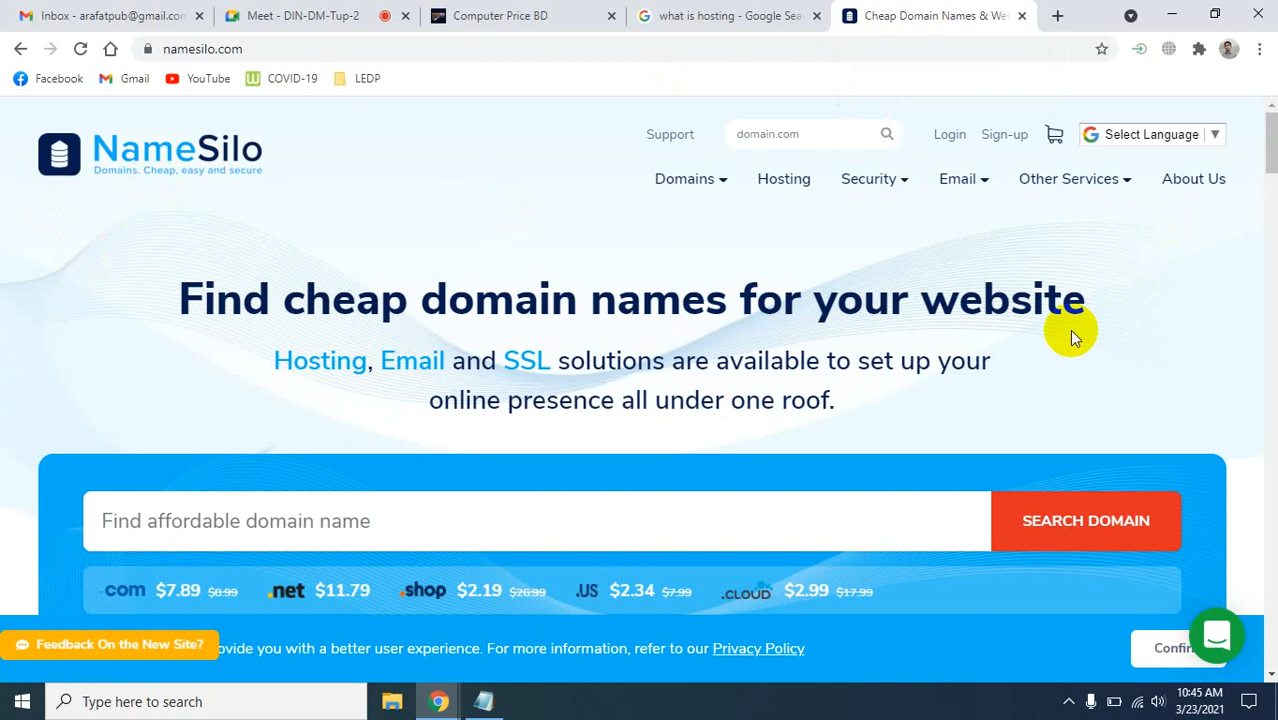 Inbox - arafatpub@gmail.com
Meet - DIN-DM-Tup-2
Computer Price BD
what is hosting - Google Sea
Cheap Domain Names & We
namesilo.com
Facebook
Gmail
YouTube
COVID-19
LEDP
NameSilo
Domains. Cheap, easy and secure
Support
domain.com
Login
Sign-up
Select Language
Domains
Hosting
Security
Email
Other Services
About Us
Find cheap domain names for your website
Hosting, Email and SSL solutions are available to set up your
online presence all under one roof.
Find affordable domain name
SEARCH DOMAIN
.com $7.89 $8.99 .net $11.79 .shop $2.19 $26.99 .US $2.34 $7.99 .CLOUD $2.99 $17.99
Feedback On the New Site?
ovide you with a better user experience. For more information, refer to our Privacy Policy
Confir
Type here to search
10:45 AM
3/23/2021